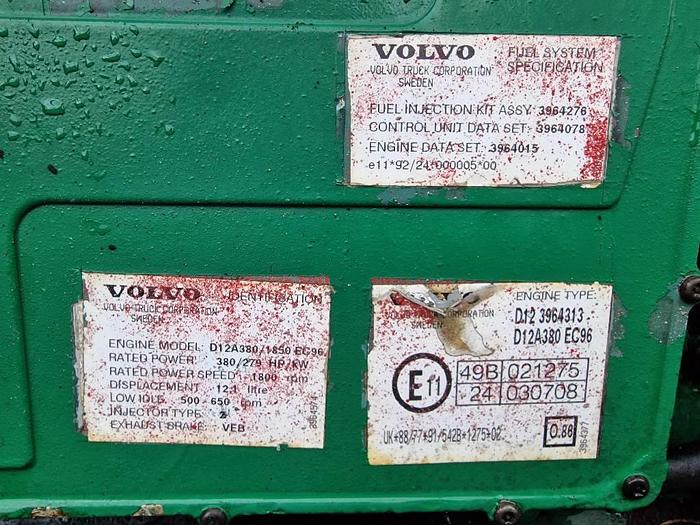 VOLVO FUEL SYSTEM
VOLVO TRUCK CORPORATION SPECIFICATION
SWEDEN
FUEL INJECTION KIT ASSY: 3964276
CONTROL UNIT DATA SET: 3964078
ENGINE DATA SET: 3964015
e11*92/24*000005*00
VOLVO IDENTIFICATION
VOLVO TRUCK CORPORATION
SWEDEN
ENGINE MODEL: D12A380/1850 EC96
RATED POWER: 380/279 HP/KW
RATED POWER SPEED: 1800 rpm
DISPLACEMENT: 12.1 litre
LOW IDLE: 500-650 rpm
INJECTOR TYPE: 2
EXHAUST BRAKE: VEB
ENGINE TYPE:
VOLVO TRUCK CORPORATION D12 3964313
SWEDEN D12A380 EC96
E11 49B 021275
24 030708
UK*88/77*91/542B*1275*02 0.86
3964377